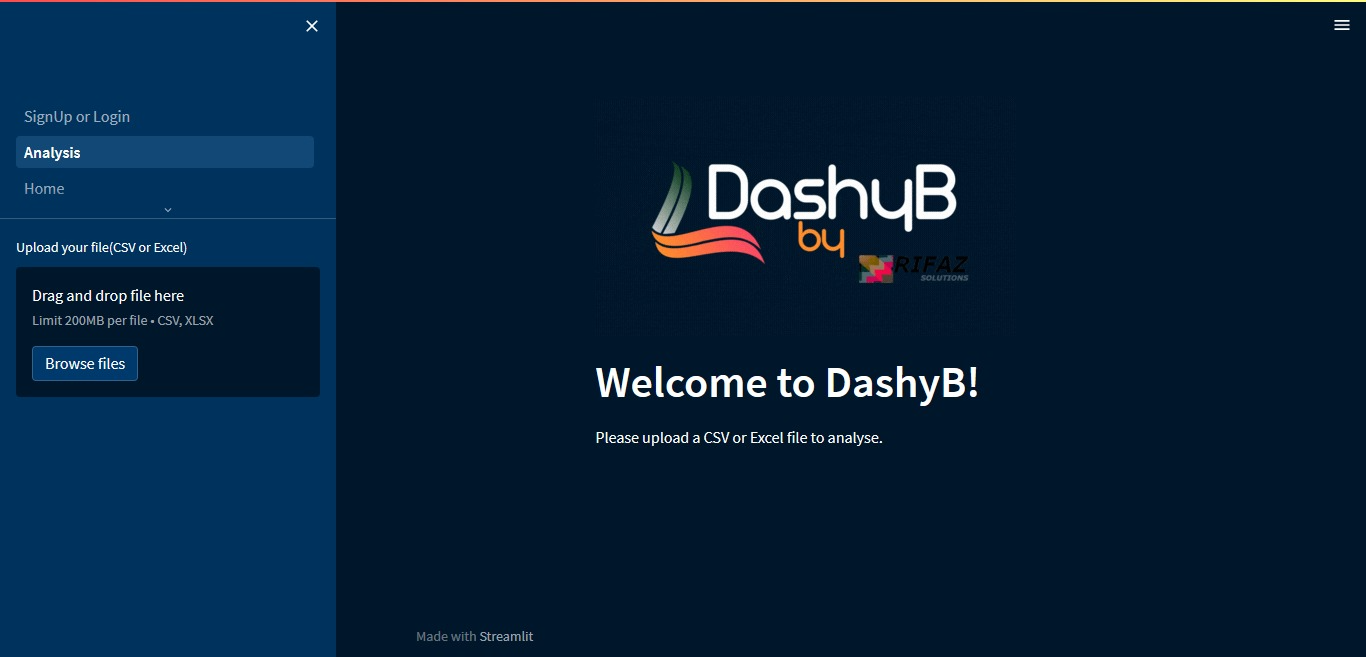 SignUp or Login
Analysis
Home
Upload your file(CSV or Excel)
Drag and drop file here
Limit 200MB per file • CSV, XLSX
Browse files
DashyB
by
RIFAZ
SOLUTIONS
Welcome to DashyB!
Please upload a CSV or Excel file to analyse.
Made with Streamlit